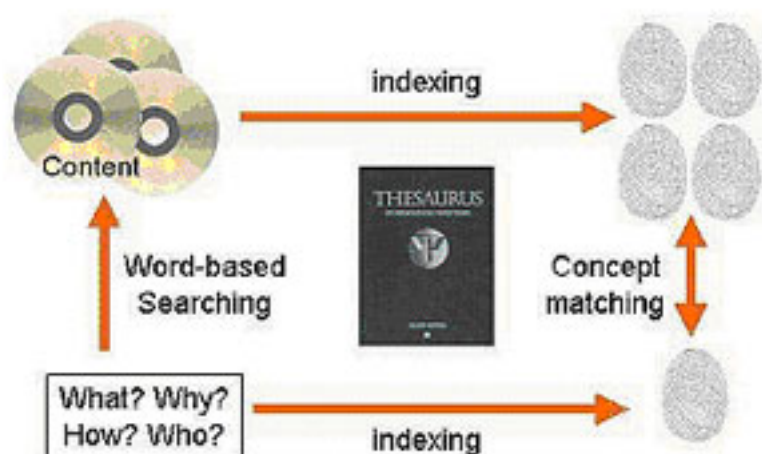 indexing
Content
THESAURUS
Word-based
Searching
Concept
matching
What? Why?
How? Who?
indexing